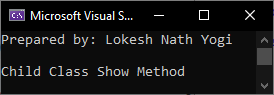 Microsoft Visual S...
Prepared by: Lokesh Nath Yogi
Child Class Show Method